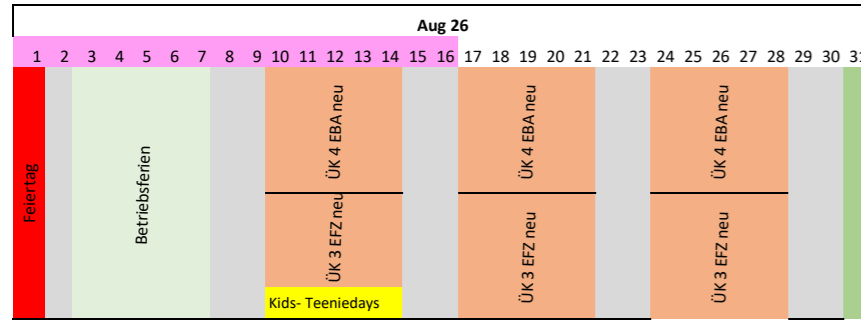 Aug 26
1 2 3 4 5 6 7 8 9 10 11 12 13 14 15 16 17 18 19 20 21 22 23 24 25 26 27 28 29 30 31
Feiertag
Betriebsferien
ÜK 4 EBA neu
ÜK 3 EFZ neu
Kids- Teeniedays
ÜK 4 EBA neu
ÜK 3 EFZ neu
ÜK 4 EBA neu
ÜK 3 EFZ neu